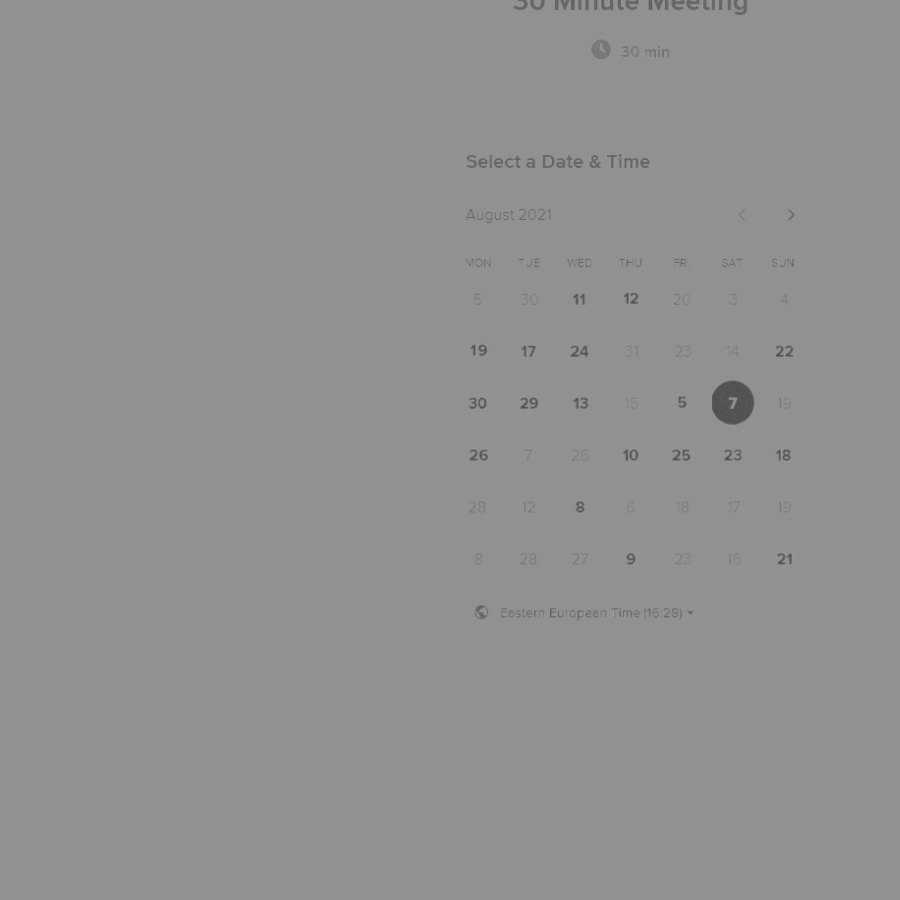 30 Minute Meeting
30 min
Select a Date & Time
August 2021
MON TUE WED THU FRI SAT SUN
5 30 11 12 20 3 4
19 17 24 31 23 14 22
30 29 13 15 5 7 19
26 7 26 10 25 23 18
28 12 8 6 18 17 19
8 28 27 9 23 16 21
Eastern European Time (16:28)